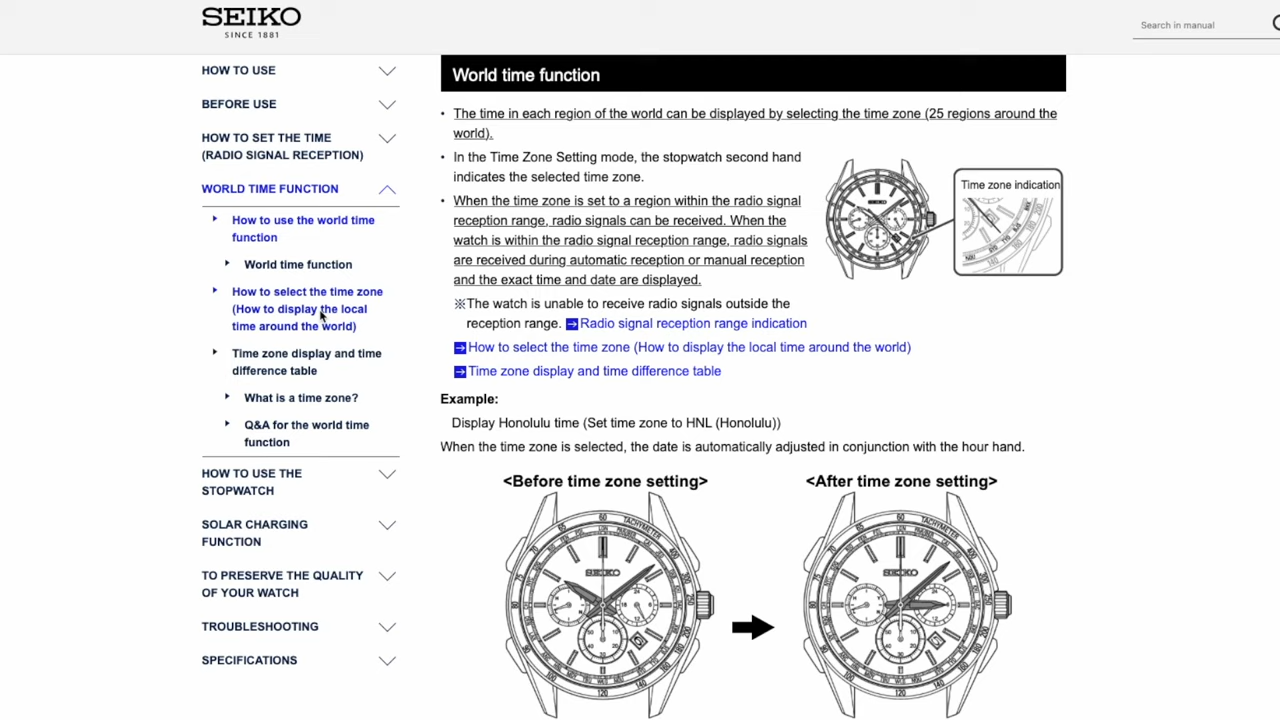 SEIKO
SINCE 1881
Search in manual
HOW TO USE
BEFORE USE
HOW TO SET THE TIME
(RADIO SIGNAL RECEPTION)
WORLD TIME FUNCTION
How to use the world time
function
World time function
How to select the time zone
(How to display the local
time around the world)
Time zone display and time
difference table
What is a time zone?
Q&A for the world time
function
HOW TO USE THE
STOPWATCH
SOLAR CHARGING
FUNCTION
TO PRESERVE THE QUALITY
OF YOUR WATCH
TROUBLESHOOTING
SPECIFICATIONS
World time function
• The time in each region of the world can be displayed by selecting the time zone (25 regions around the
world).
• In the Time Zone Setting mode, the stopwatch second hand
indicates the selected time zone.
• When the time zone is set to a region within the radio signal
reception range, radio signals can be received. When the
watch is within the radio signal reception range, radio signals
are received during automatic reception or manual reception
and the exact time and date are displayed.
※The watch is unable to receive radio signals outside the
reception range. Radio signal reception range indication
Time zone indication
How to select the time zone (How to display the local time around the world)
Time zone display and time difference table
Example:
Display Honolulu time (Set time zone to HNL (Honolulu))
When the time zone is selected, the date is automatically adjusted in conjunction with the hour hand.
<Before time zone setting>
<After time zone setting>
60
TACHYMETER
SEIKO
120
60
TACHYMETER
SEIKO
120